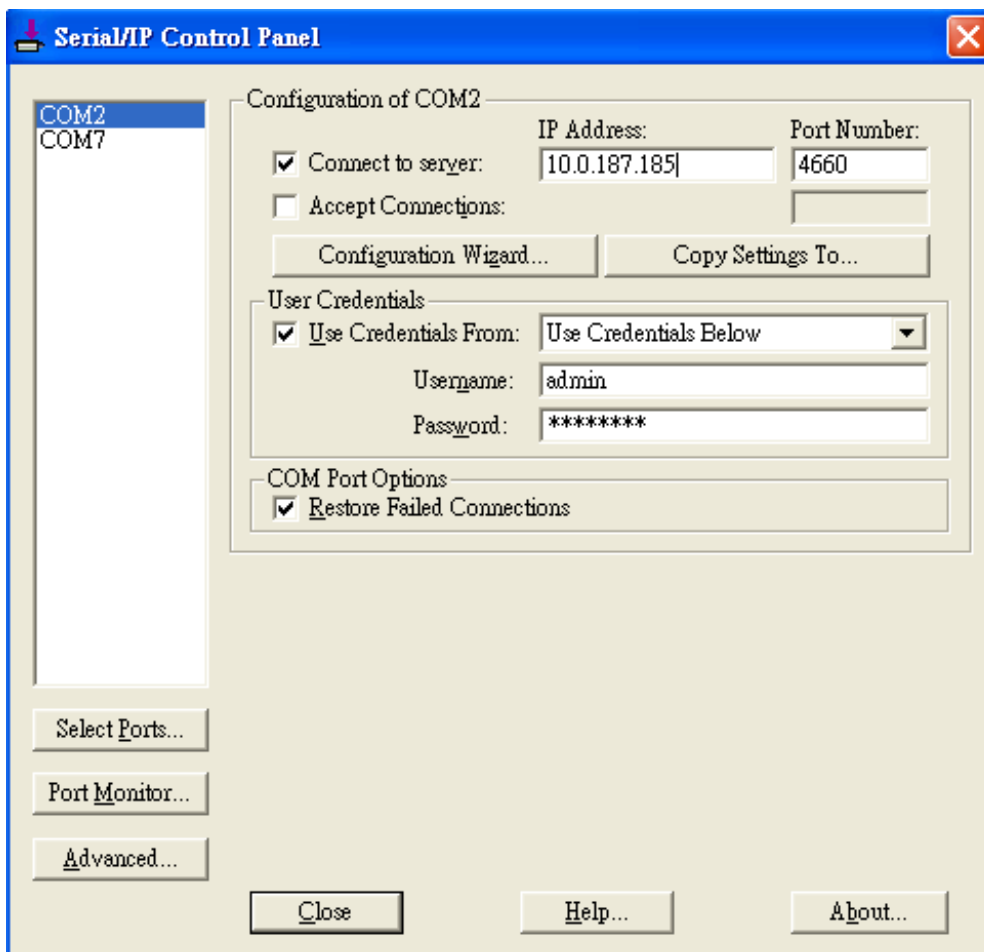 Serial/IP Control Panel
COM2
COM7
Configuration of COM2
IP Address: Port Number:
Connect to server: 10.0.187.185 4660
Accept Connections:
Configuration Wizard... Copy Settings To...
User Credentials
Use Credentials From: Use Credentials Below
Username: admin
Password: ********
COM Port Options
Restore Failed Connections
Select Ports...
Port Monitor...
Advanced...
Close Help... About...